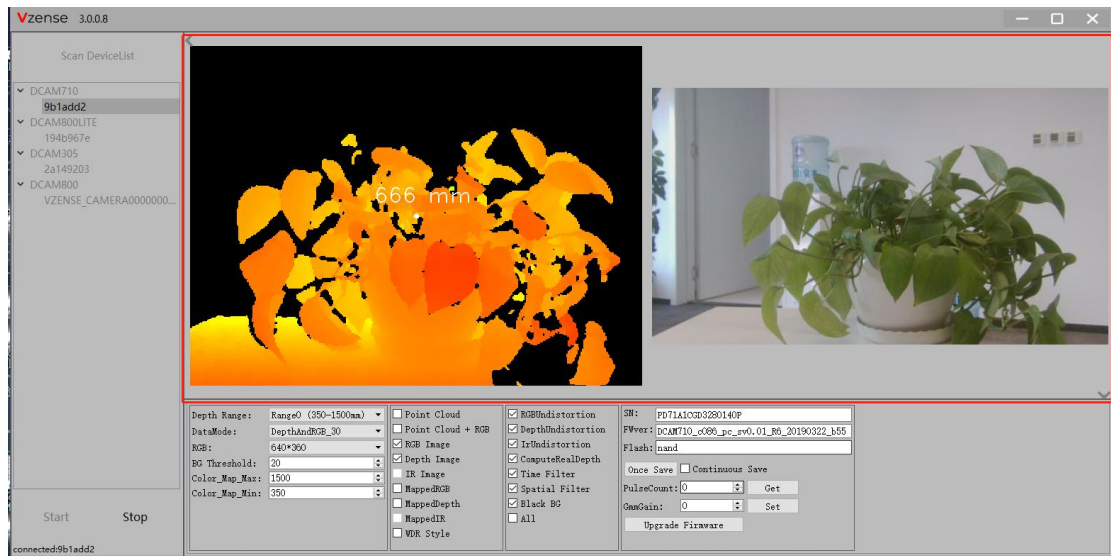 Vzense 3.0.0.8
Scan DeviceList
DCAM710
9b1add2
DCAM800LITE
194b967e
DCAM305
2a149203
DCAM800
VZENSE_CAMERA0000000...
Start Stop
connected:9b1add2
666 mm
Depth Range: Range0 (350-1500mm)
DataMode: DepthAndRGB_30
RGB: 640*360
BG Threshold: 20
Color_Map_Max: 1500
Color_Map_Min: 350
Point Cloud
Point Cloud + RGB
RGB Image
Depth Image
IR Image
MappedRGB
MappedDepth
MappedIR
WDR Style
RGBUndistortion
DepthUndistortion
IrUndistortion
ComputeRealDepth
Time Filter
Spatial Filter
Black BG
All
SN: PD71A1CGD3280140P
FWver: DCAM710_c086_pc_sv0.01_R6_20190322_b55
Flash: nand
Once Save Continuous Save
PulseCount: 0 Get
GmmGain: 0 Set
Upgrade Firmware